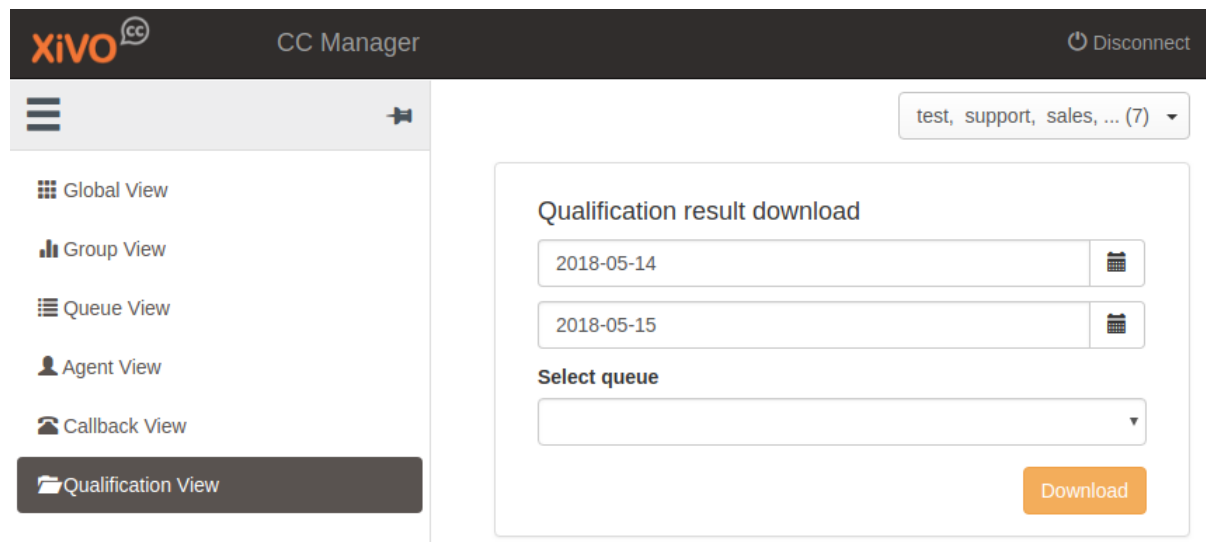 XiVO CC
CC Manager
Disconnect
test, support, sales, ... (7)
Global View
Group View
Queue View
Agent View
Callback View
Qualification View
Qualification result download
2018-05-14
2018-05-15
Select queue
Download